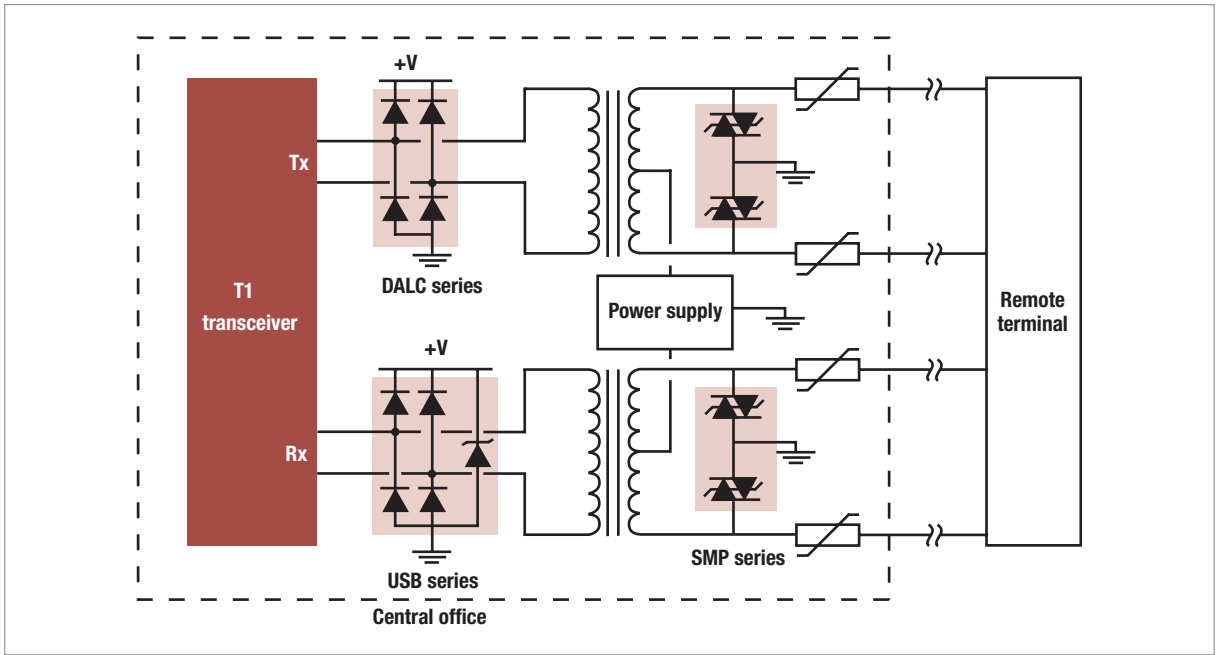 +V
Tx
DALC series
T1
transceiver
Power supply
Remote
terminal
+V
Rx
USB series
SMP series
Central office